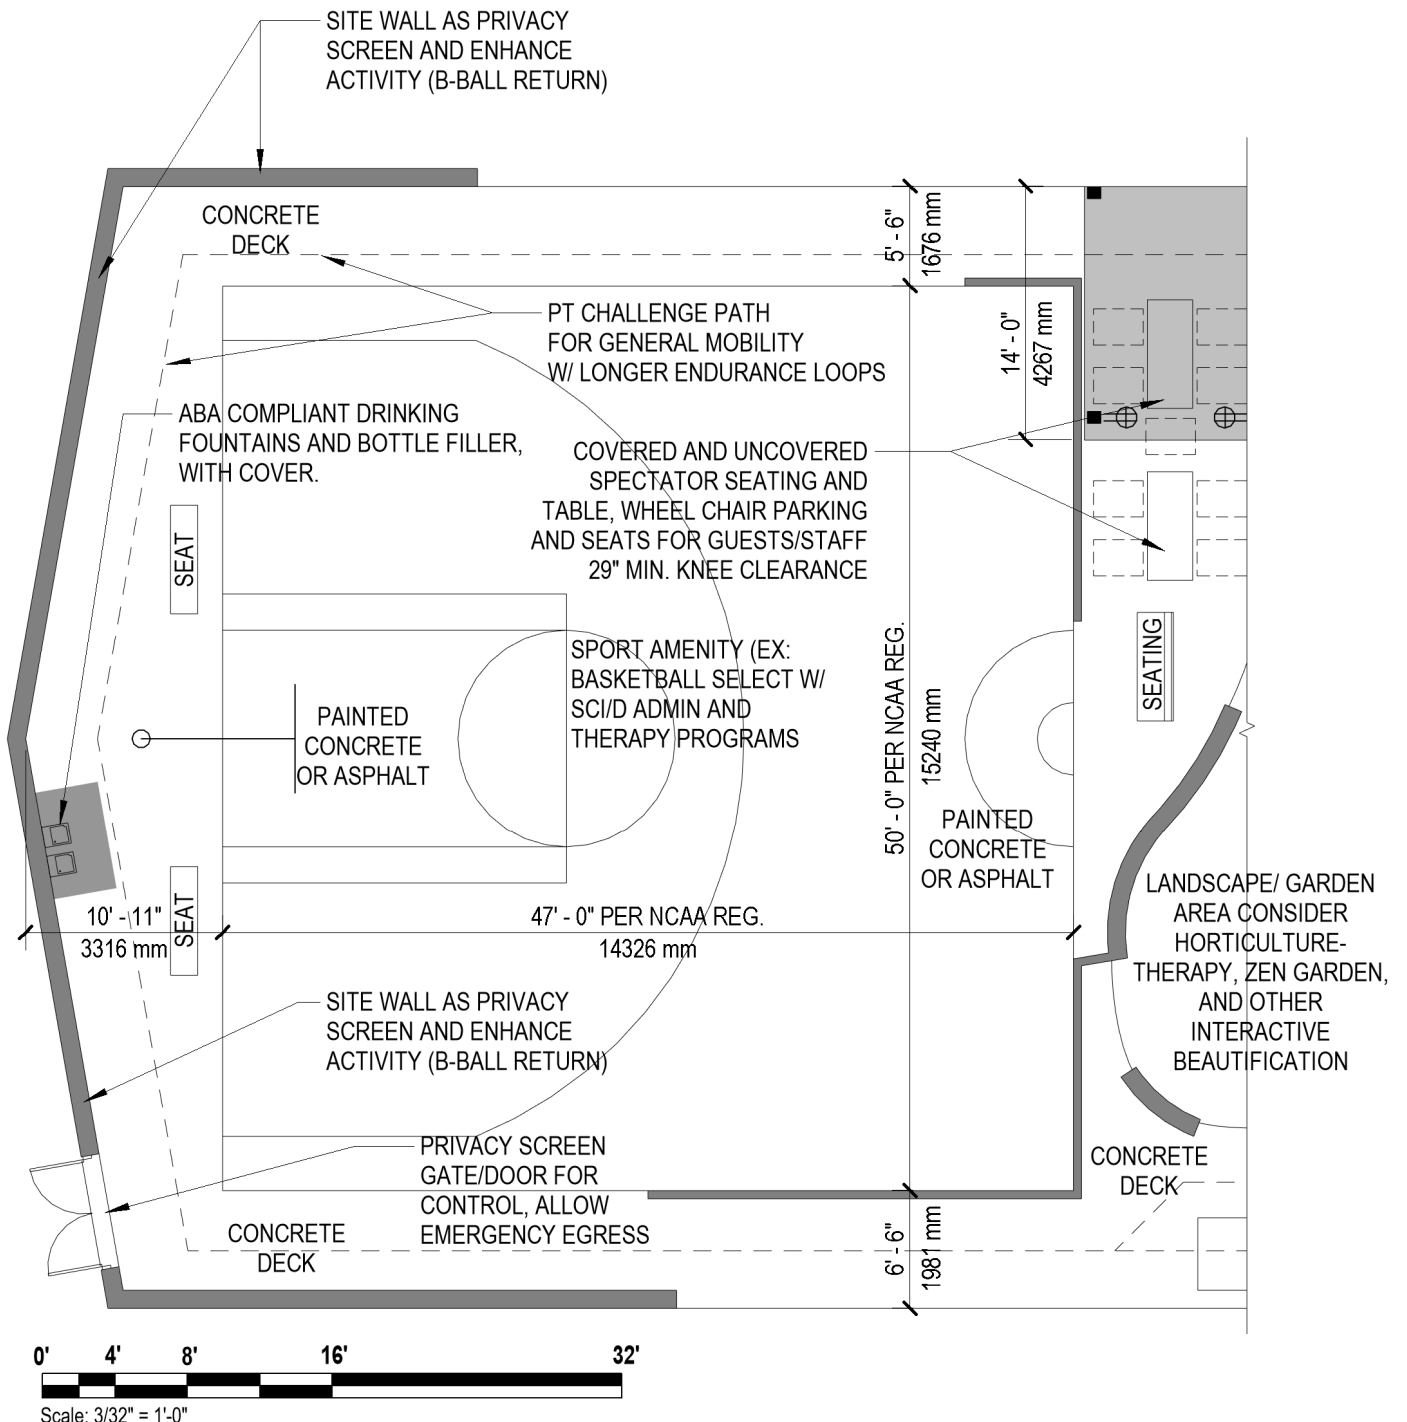 SITE WALL AS PRIVACY
SCREEN AND ENHANCE
ACTIVITY (B-BALL RETURN)
CONCRETE
DECK
5' - 6"
1676 mm
14' - 0"
4267 mm
PT CHALLENGE PATH
FOR GENERAL MOBILITY
W/ LONGER ENDURANCE LOOPS
ABA COMPLIANT DRINKING
FOUNTAINS AND BOTTLE FILLER,
WITH COVER.
COVERED AND UNCOVERED
SPECTATOR SEATING AND
TABLE, WHEEL CHAIR PARKING
AND SEATS FOR GUESTS/STAFF
29" MIN. KNEE CLEARANCE
SEAT
SPORT AMENITY (EX:
BASKETBALL SELECT W/
SCI/D ADMIN AND
THERAPY PROGRAMS
50' - 0" PER NCAA REG.
15240 mm
SEATING
PAINTED
CONCRETE
OR ASPHALT
PAINTED
CONCRETE
OR ASPHALT
LANDSCAPE/ GARDEN
AREA CONSIDER
HORTICULTURE-
THERAPY, ZEN GARDEN,
AND OTHER
INTERACTIVE
BEAUTIFICATION
10' - 11"
3316 mm
SEAT
47' - 0" PER NCAA REG.
14326 mm
SITE WALL AS PRIVACY
SCREEN AND ENHANCE
ACTIVITY (B-BALL RETURN)
PRIVACY SCREEN
GATE/DOOR FOR
CONTROL, ALLOW
EMERGENCY EGRESS
CONCRETE
DECK
CONCRETE
DECK
6' - 6"
1981 mm
0' 4' 8' 16' 32'
Scale: 3/32" = 1'-0"